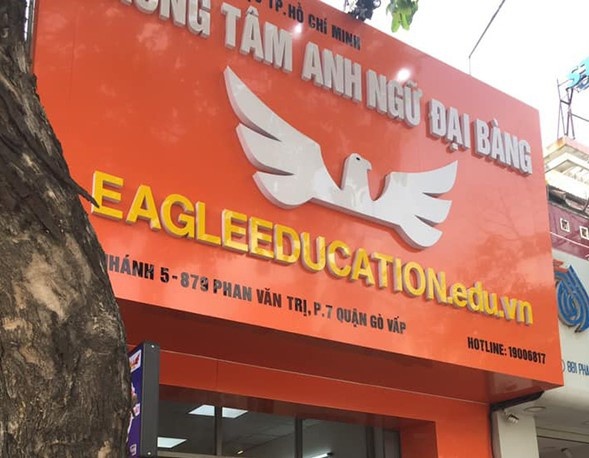 TP.HỒ CHÍ MINH
TÂM ANH NGỮ ĐẠI BÀNG
EAGLEEDUCATION.edu.vn
5-879 PHAN VĂN TRỊ, P.7 QUẬN GÒ VẤP
HOTLINE: 19006817